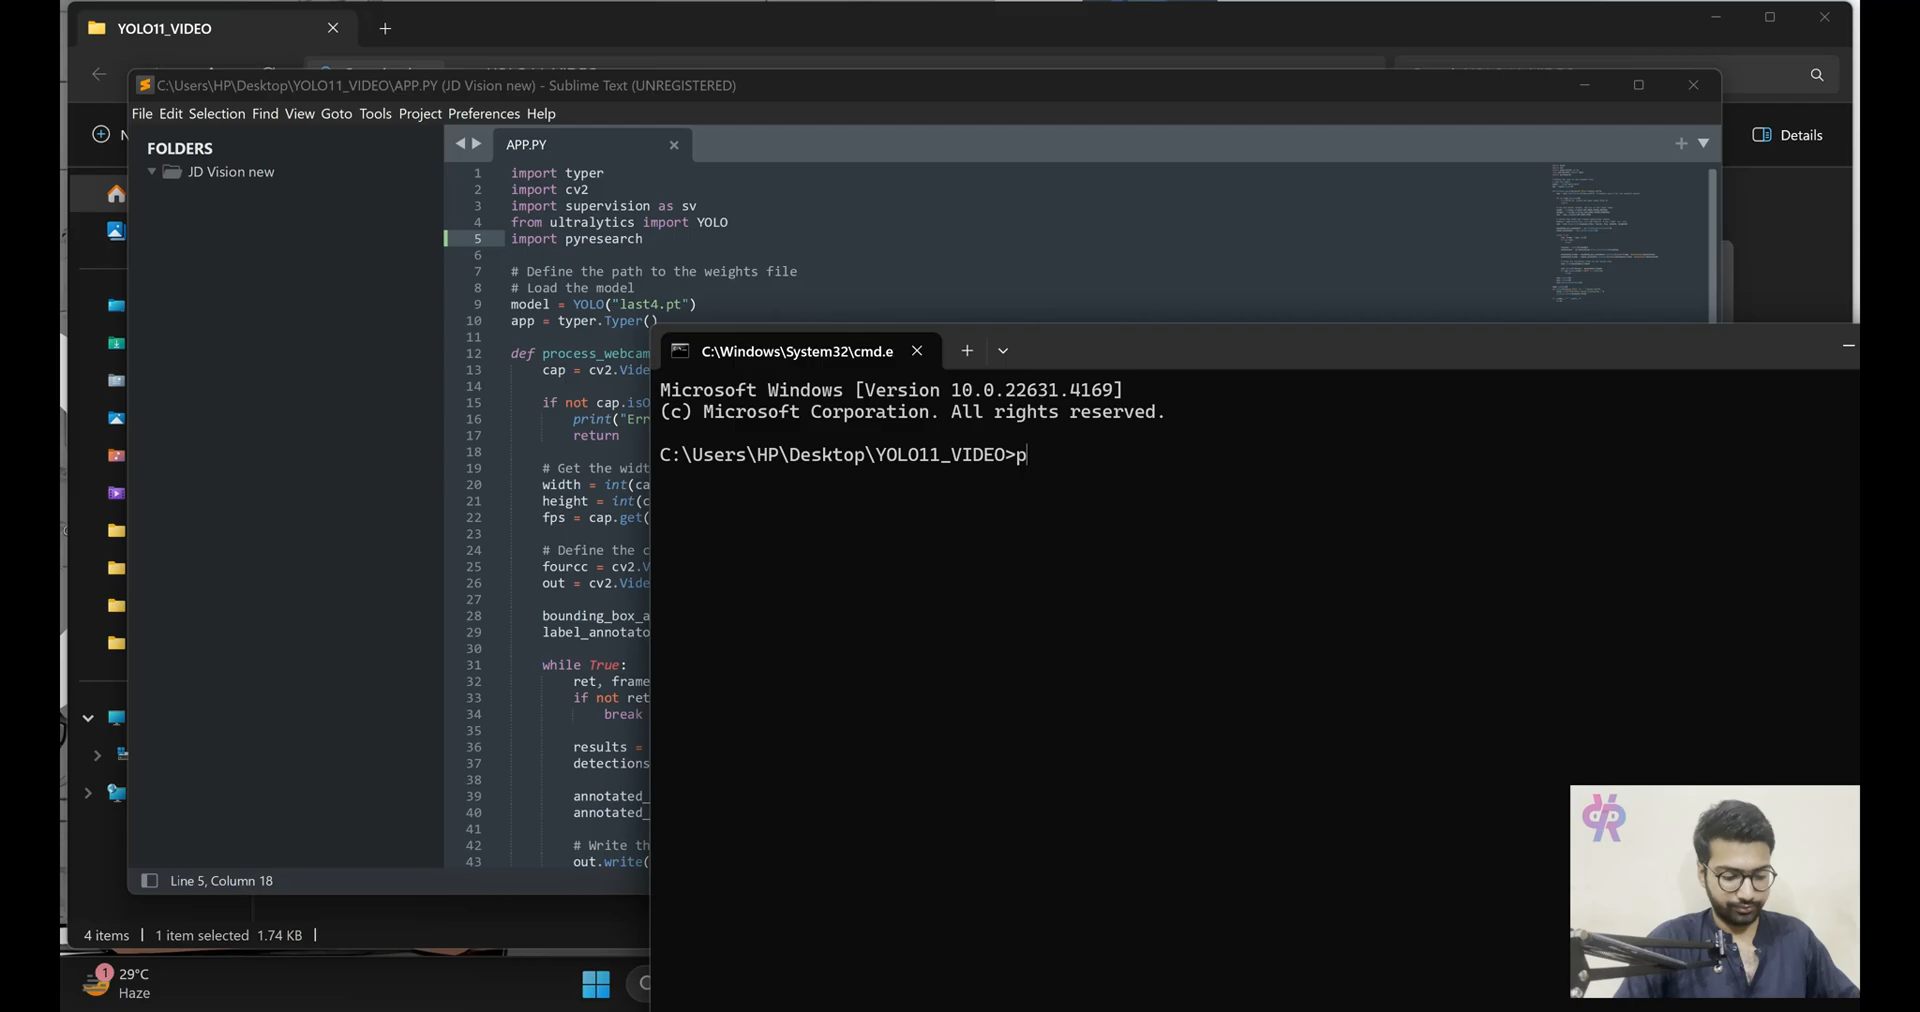 YOLO11_VIDEO
C:\Users\HP\Desktop\YOLO11_VIDEO\APP.PY (JD Vision new) - Sublime Text (UNREGISTERED)
File Edit Selection Find View Goto Tools Project Preferences Help
Details
FOLDERS
JD Vision new
APP.PY
1 import typer
2 import cv2
3 import supervision as sv
4 from ultralytics import YOLO
5 import pyresearch
6
7 # Define the path to the weights file
8 # Load the model
9 model = YOLO("last4.pt")
10 app = typer.Typer()
11
12 def process_webcam
13 cap = cv2.Vide
14
15 if not cap.isO
16 print("Err
17 return
18
19 # Get the widt
20 width = int(ca
21 height = int(c
22 fps = cap.get(
23
24 # Define the c
25 fourcc = cv2.V
26 out = cv2.Vide
27
28 bounding_box_a
29 label_annotato
30
31 while True:
32 ret, frame
33 if not ret
34 break
35
36 results =
37 detections
38
39 annotated_
40 annotated_
41
42 # Write th
43 out.write(
Line 5, Column 18
C:\Windows\System32\cmd.e
Microsoft Windows [Version 10.0.22631.4169]
(c) Microsoft Corporation. All rights reserved.
C:\Users\HP\Desktop\YOLO11_VIDEO>p
4 items | 1 item selected 1.74 KB |
1
29°C
Haze